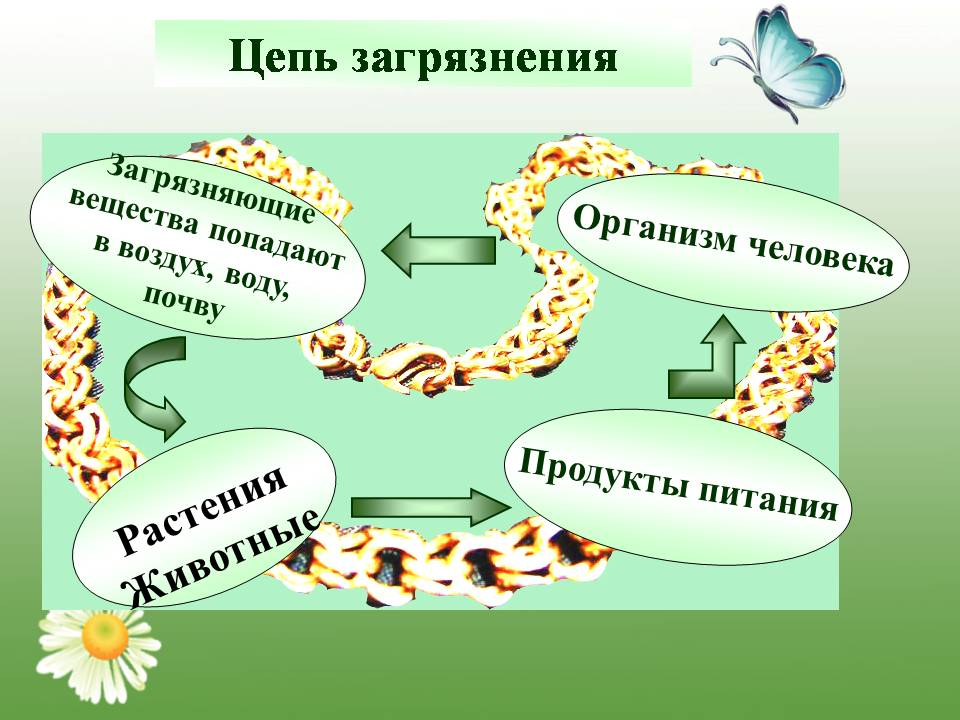 Цепь загрязнения
Загрязняющие
вещества попадают
в воздух, воду,
почву
Организм человека
Растения
Животные
Продукты питания